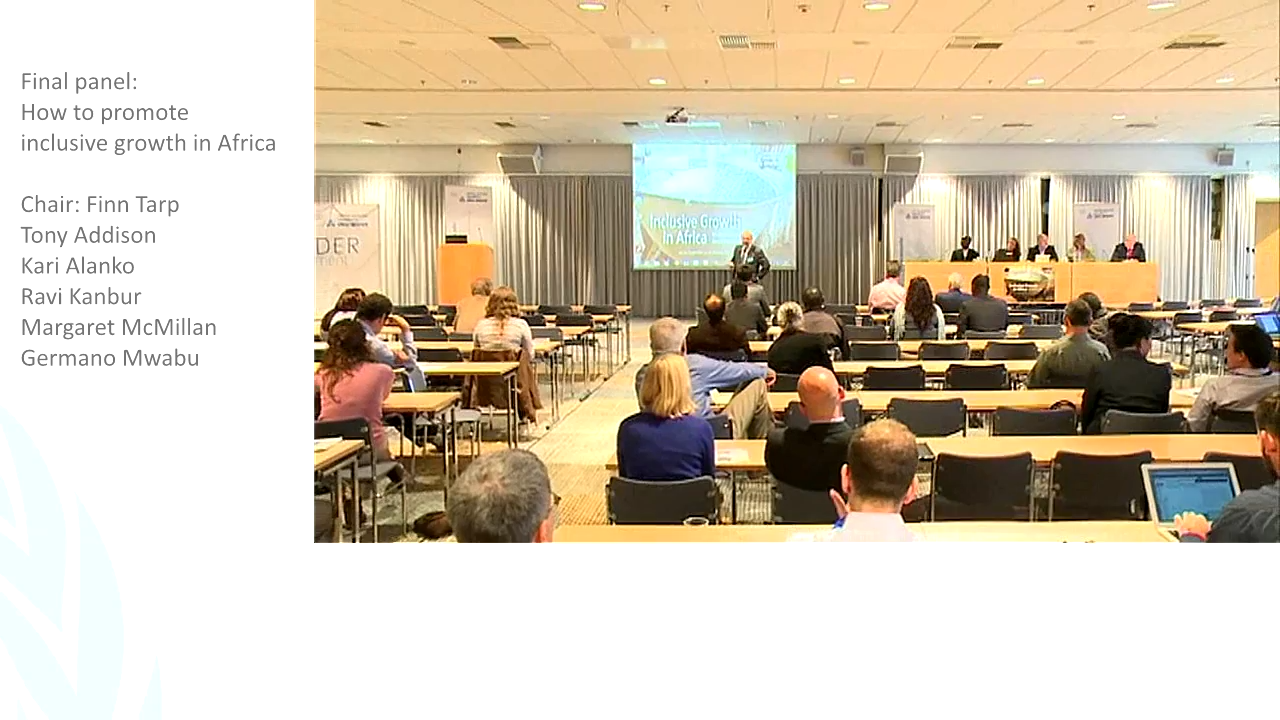 Final panel:
How to promote
inclusive growth in Africa
Chair: Finn Tarp
Tony Addison
Kari Alanko
Ravi Kanbur
Margaret McMillan
Germano Mwabu
DER
Inclusive Growth
in Africa